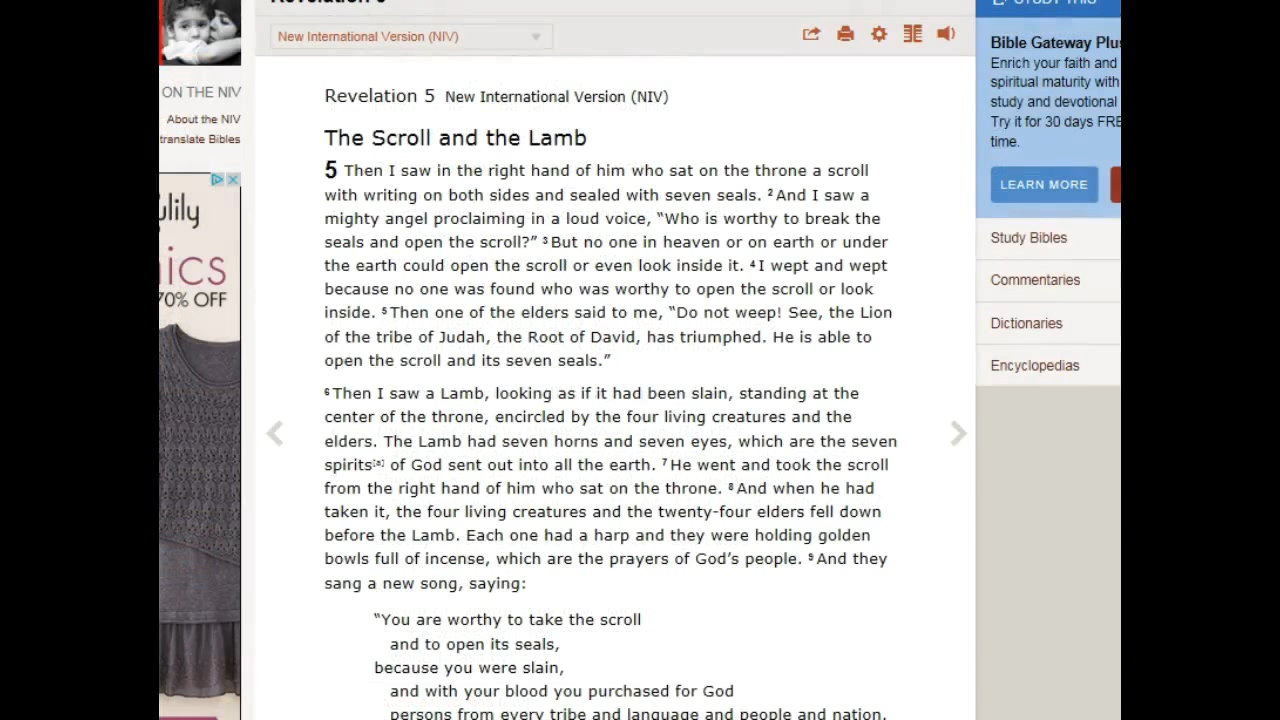 New International Version (NIV)
ON THE NIV
About the NIV
translate Bibles
70% OFF
Revelation 5 New International Version (NIV)
The Scroll and the Lamb
5 Then I saw in the right hand of him who sat on the throne a scroll
with writing on both sides and sealed with seven seals. 2 And I saw a
mighty angel proclaiming in a loud voice, “Who is worthy to break the
seals and open the scroll?” 3 But no one in heaven or on earth or under
the earth could open the scroll or even look inside it. 4 I wept and wept
because no one was found who was worthy to open the scroll or look
inside. 5 Then one of the elders said to me, “Do not weep! See, the Lion
of the tribe of Judah, the Root of David, has triumphed. He is able to
open the scroll and its seven seals.”
6 Then I saw a Lamb, looking as if it had been slain, standing at the
center of the throne, encircled by the four living creatures and the
elders. The Lamb had seven horns and seven eyes, which are the seven
spirits[a] of God sent out into all the earth. 7 He went and took the scroll
from the right hand of him who sat on the throne. 8 And when he had
taken it, the four living creatures and the twenty-four elders fell down
before the Lamb. Each one had a harp and they were holding golden
bowls full of incense, which are the prayers of God’s people. 9 And they
sang a new song, saying:
“You are worthy to take the scroll
and to open its seals,
because you were slain,
and with your blood you purchased for God
persons from every tribe and language and people and nation.
STUDY THIS
Bible Gateway Plus
Enrich your faith and
spiritual maturity with
study and devotional
Try it for 30 days FRE
time.
LEARN MORE
Study Bibles
Commentaries
Dictionaries
Encyclopedias